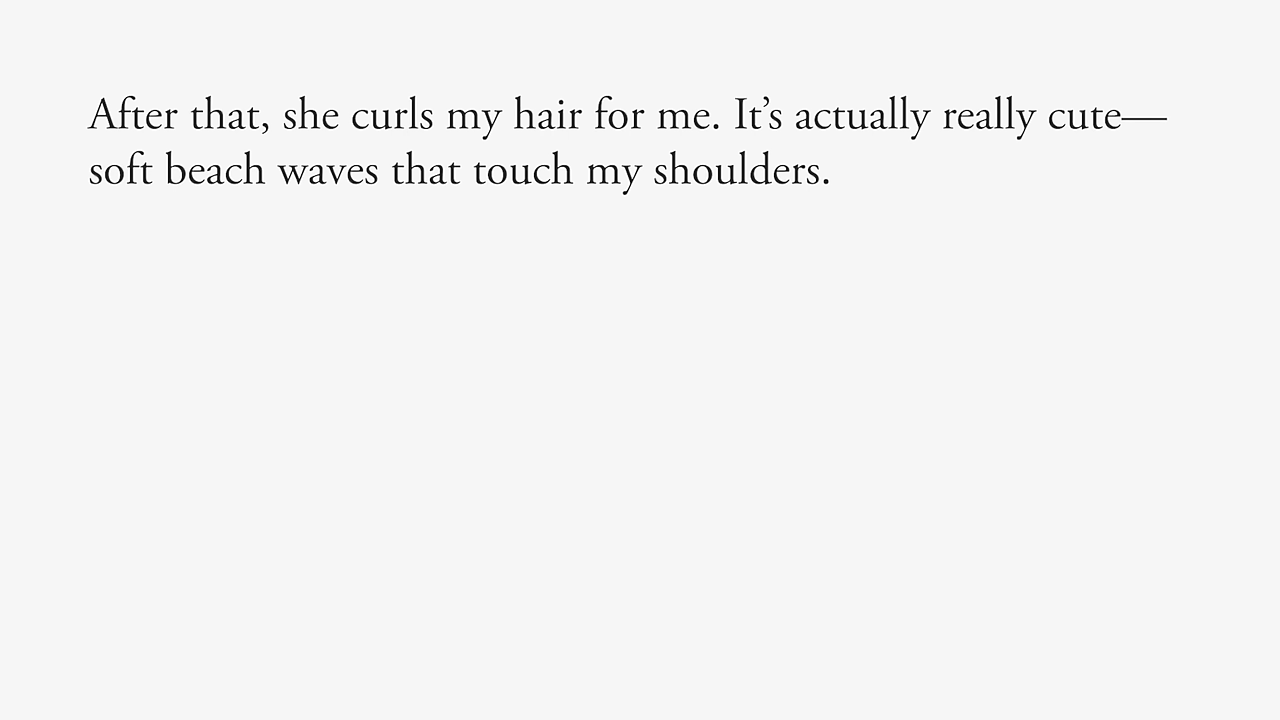 After that, she curls my hair for me. It’s actually really cute—
soft beach waves that touch my shoulders.